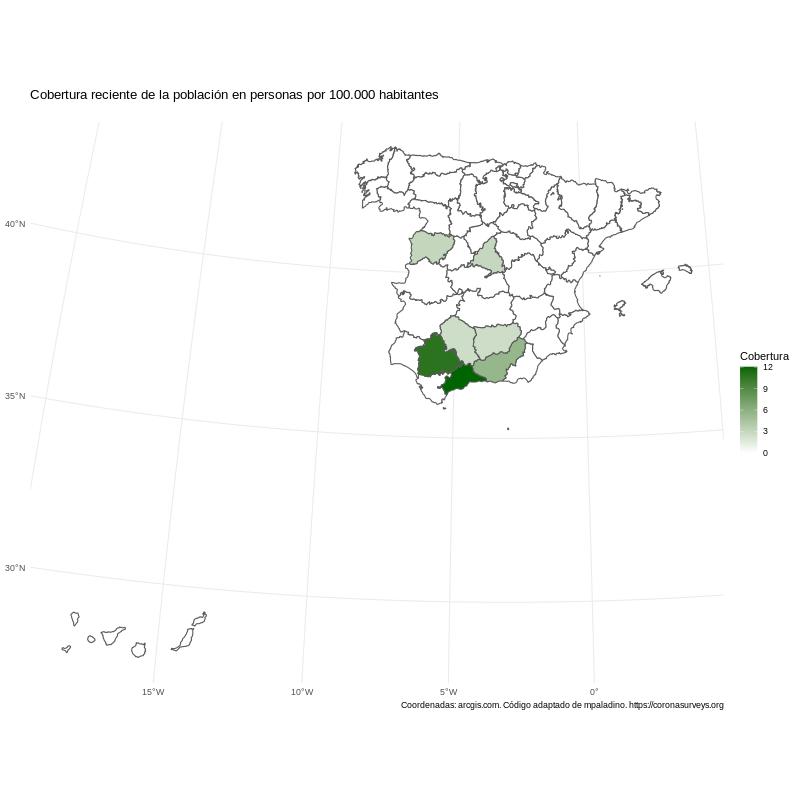 Cobertura reciente de la población en personas por 100.000 habitantes
40°N
35°N
30°N
15°W
10°W
5°W
0°
Cobertura
12
9
6
3
0
Coordenadas: arcgis.com. Código adaptado de mpaladino. https://coronasurveys.org